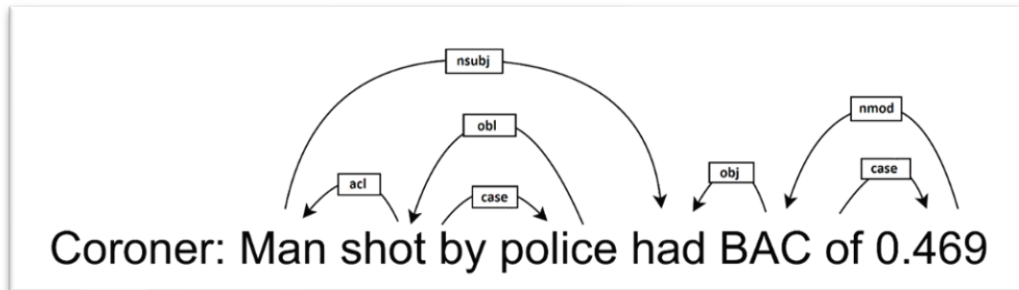 nsubj
nmod
obl
obj
case
acl
case
Coroner: Man shot by police had BAC of 0.469